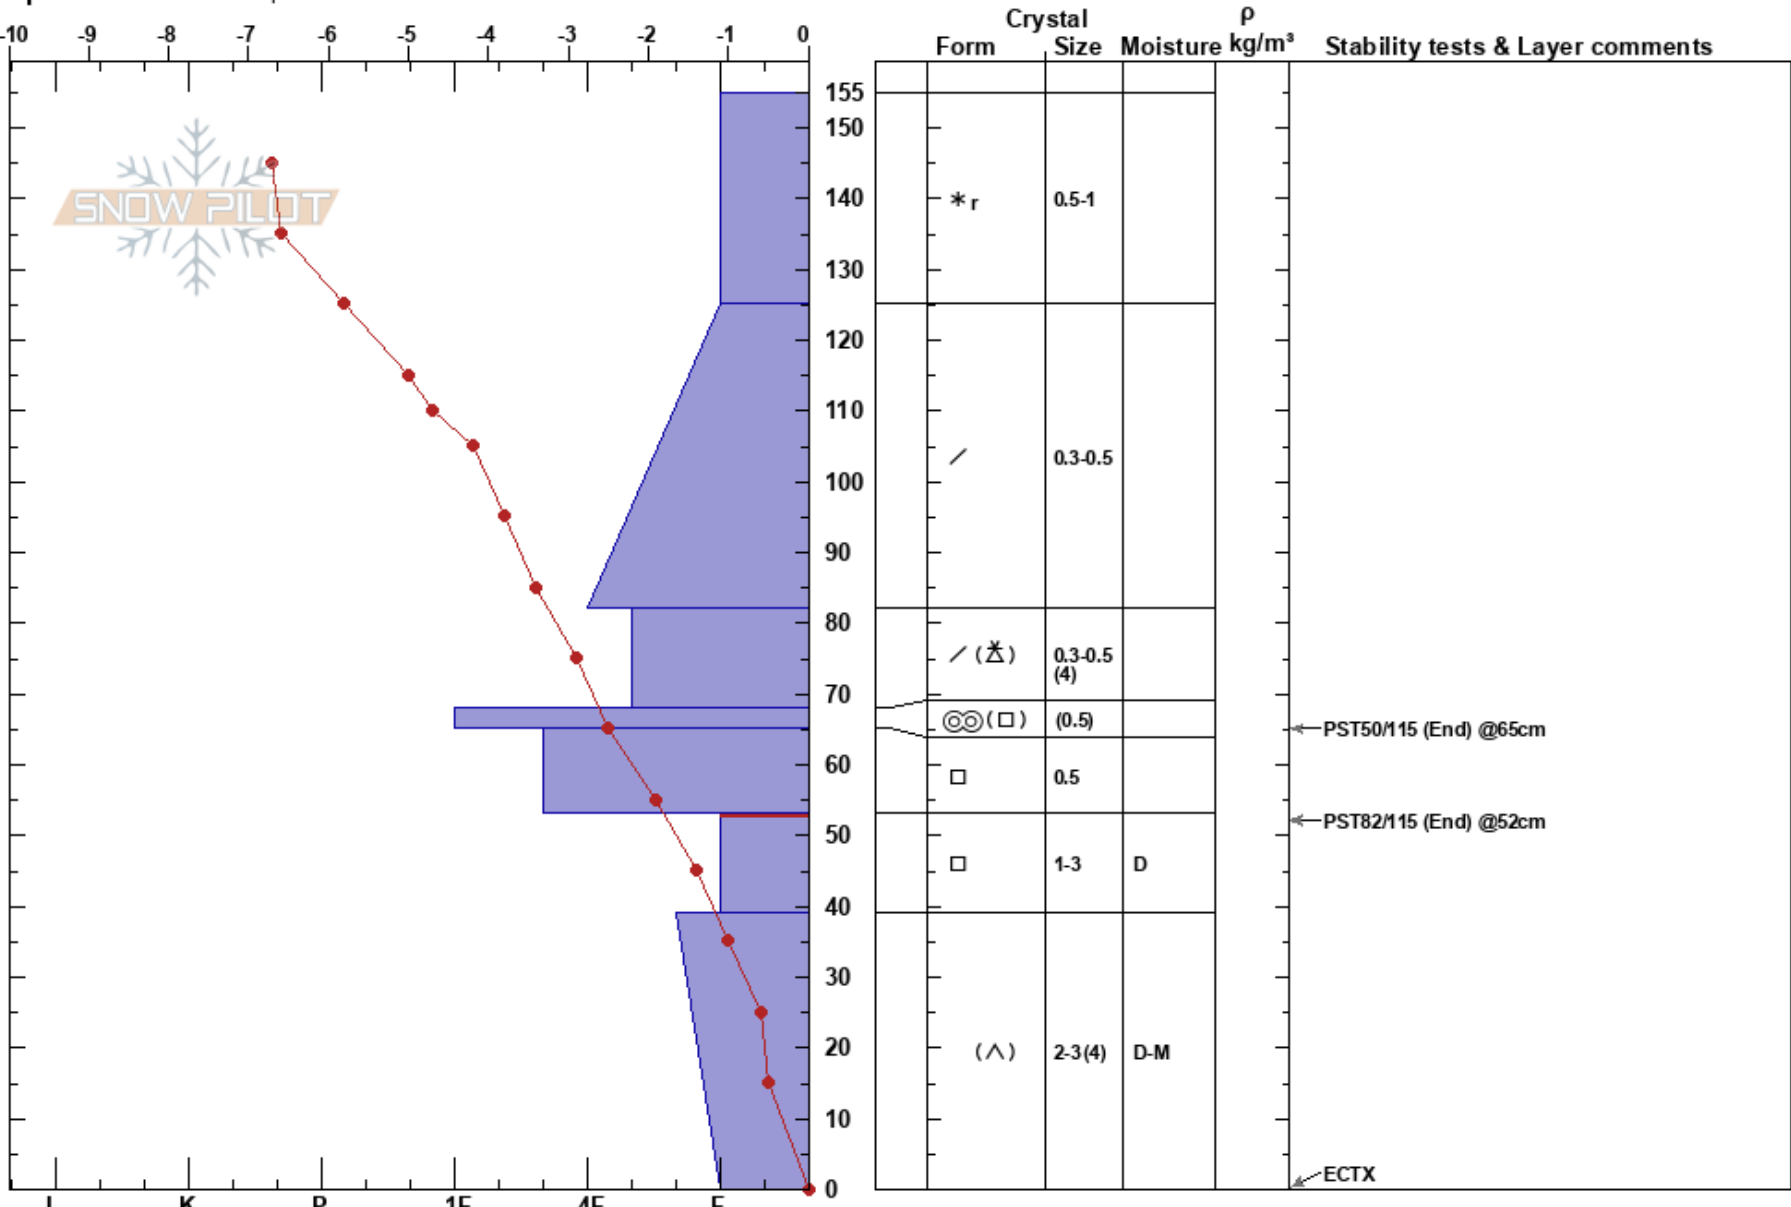 Crystal ρ
-10 -9 -8 -7 -6 -5 -4 -3 -2 -1 0
Form Size Moisture kg/m³ Stability tests & Layer comments
155
150
SNOW PILOT
140 r 0.5-1
130
120
110
100 0.3-0.5
90
80
0.3-0.5
(4)
70
(0.5)
PST50/115 (End) @65cm
60 0.5
PST82/115 (End) @52cm
50
1-3 D
40
30
20 2-3(4) D-M
10
ECTX
0
I K P 1F 4F F